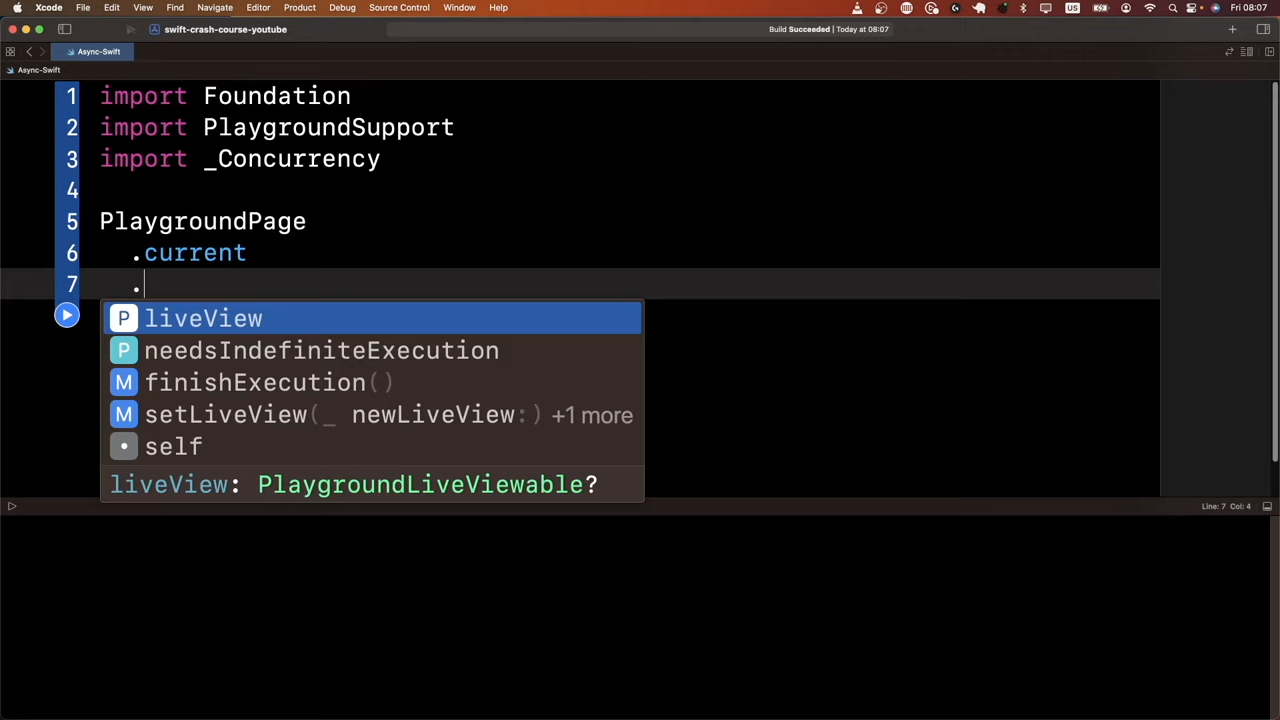 Xcode File Edit View Find Navigate Editor Product Debug Source Control Window Help US Fri 08:07
swift-crash-course-youtube Build Succeeded | Today at 08:07
Async-Swift
Async-Swift
1 import Foundation
2 import PlaygroundSupport
3 import _Concurrency
4
5 PlaygroundPage
6 .current
7 .
P liveView
P needsIndefiniteExecution
M finishExecution()
M setLiveView(_ newLiveView:) +1 more
self
liveView: PlaygroundLiveViewable?
Line: 7 Col: 4